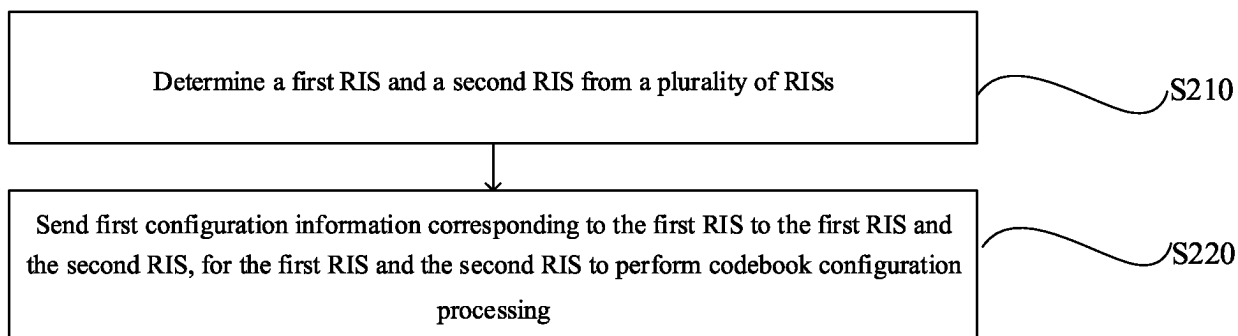 Determine a first RIS and a second RIS from a plurality of RISs
S210
Send first configuration information corresponding to the first RIS to the first RIS and
the second RIS, for the first RIS and the second RIS to perform codebook configuration
processing
S220